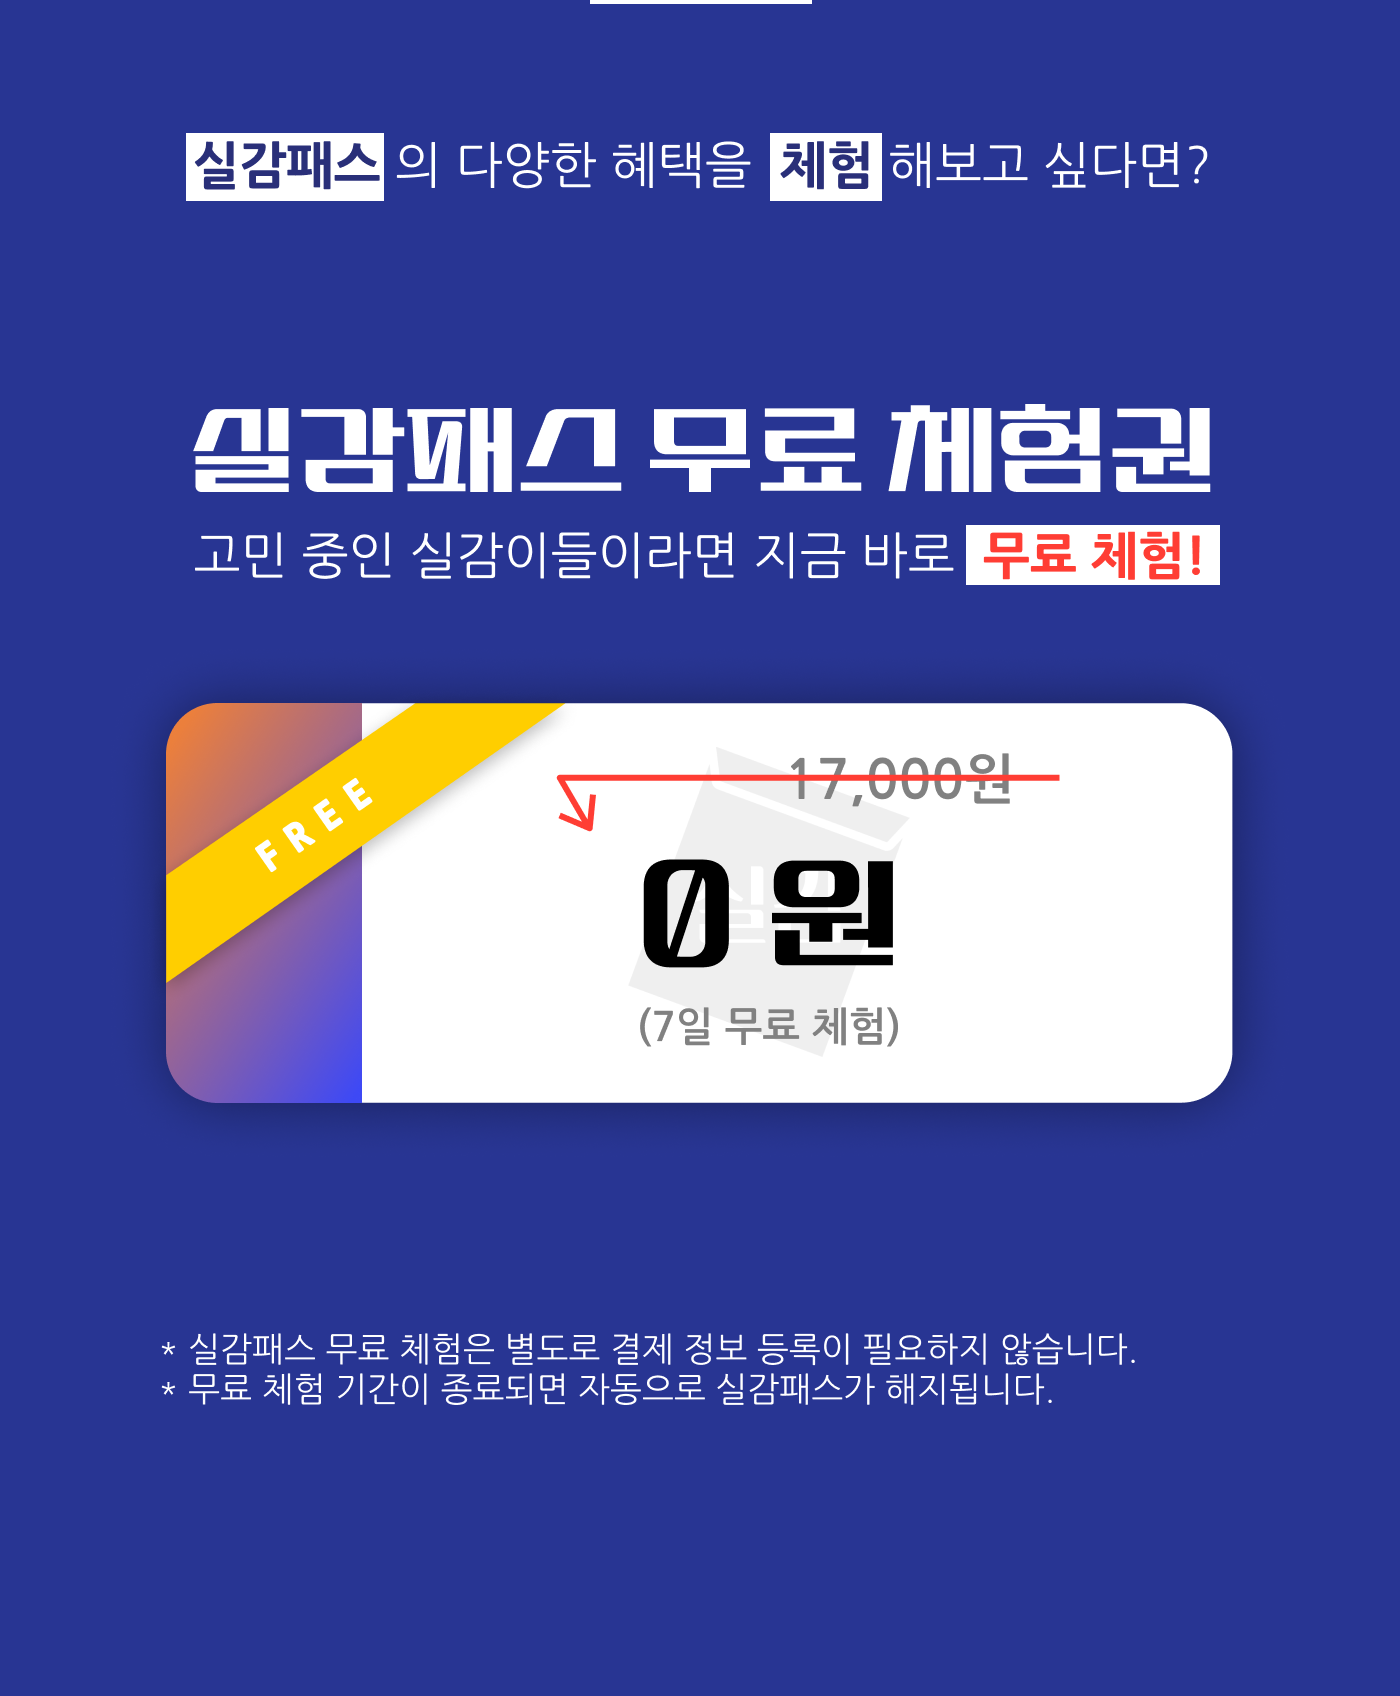 실감패스의 다양한 혜택을 체험해보고 싶다면?
실감패스 무료 체험권
고민 중인 실감이들이라면 지금 바로 무료 체험!
FREE
17,000원
0원
(7일 무료 체험)
* 실감패스 무료 체험은 별도로 결제 정보 등록이 필요하지 않습니다.
* 무료 체험 기간이 종료되면 자동으로 실감패스가 해지됩니다.